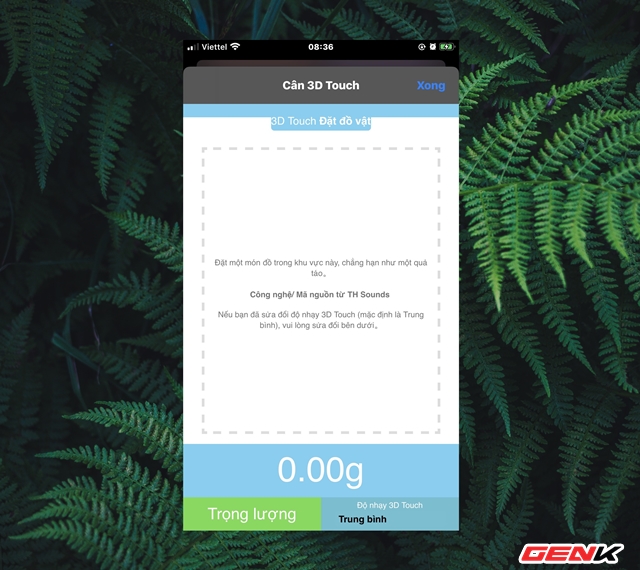 Viettel 08:36
Cân 3D Touch Xong
3D Touch Đặt đồ vật
Đặt một món đồ trong khu vực này, chẳng hạn như một quả
táo。
Công nghệ/ Mã nguồn từ TH Sounds
Nếu bạn đã sửa đổi độ nhạy 3D Touch (mặc định là Trung
bình), vui lòng sửa đổi bên dưới。
0.00g
Trọng lượng
Độ nhạy 3D Touch
Trung bình
GENK